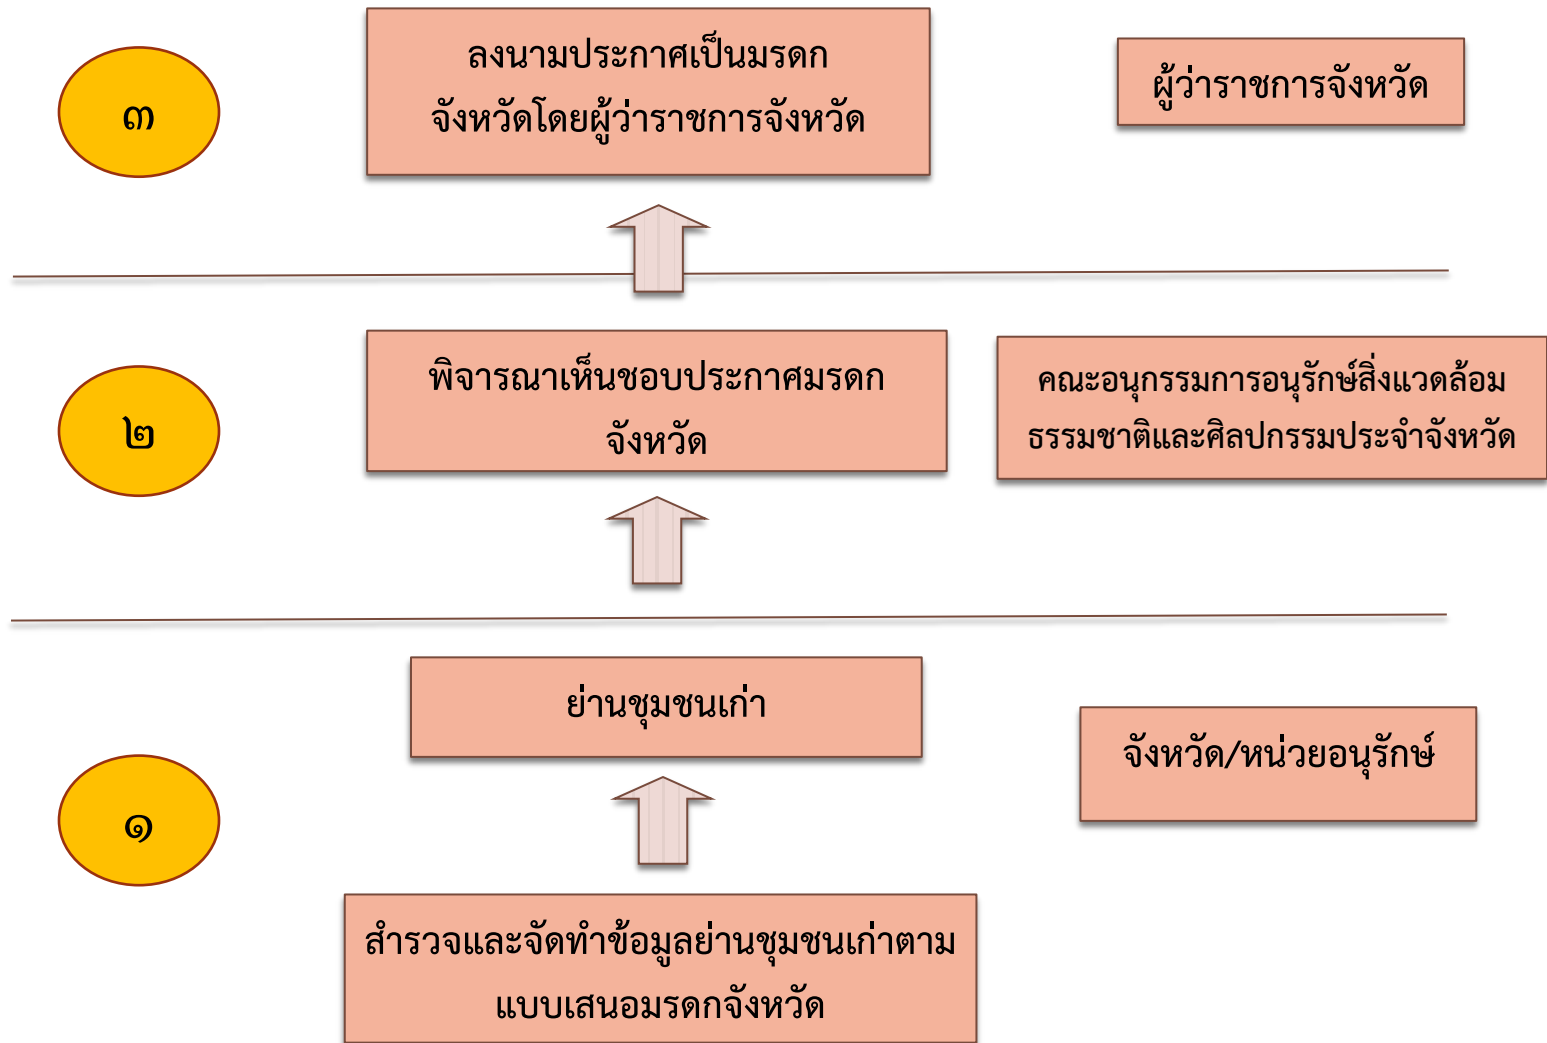 ๓
ลงนามประกาศเป็นมรดก
จังหวัดโดยผู้ว่าราชการจังหวัด
ผู้ว่าราชการจังหวัด
๒
พิจารณาเห็นชอบประกาศมรดก
จังหวัด
คณะอนุกรรมการอนุรักษ์สิ่งแวดล้อม
ธรรมชาติและศิลปกรรมประจำจังหวัด
๑
ย่านชุมชนเก่า
จังหวัด/หน่วยอนุรักษ์
สำรวจและจัดทำข้อมูลย่านชุมชนเก่าตาม
แบบเสนอมรดกจังหวัด